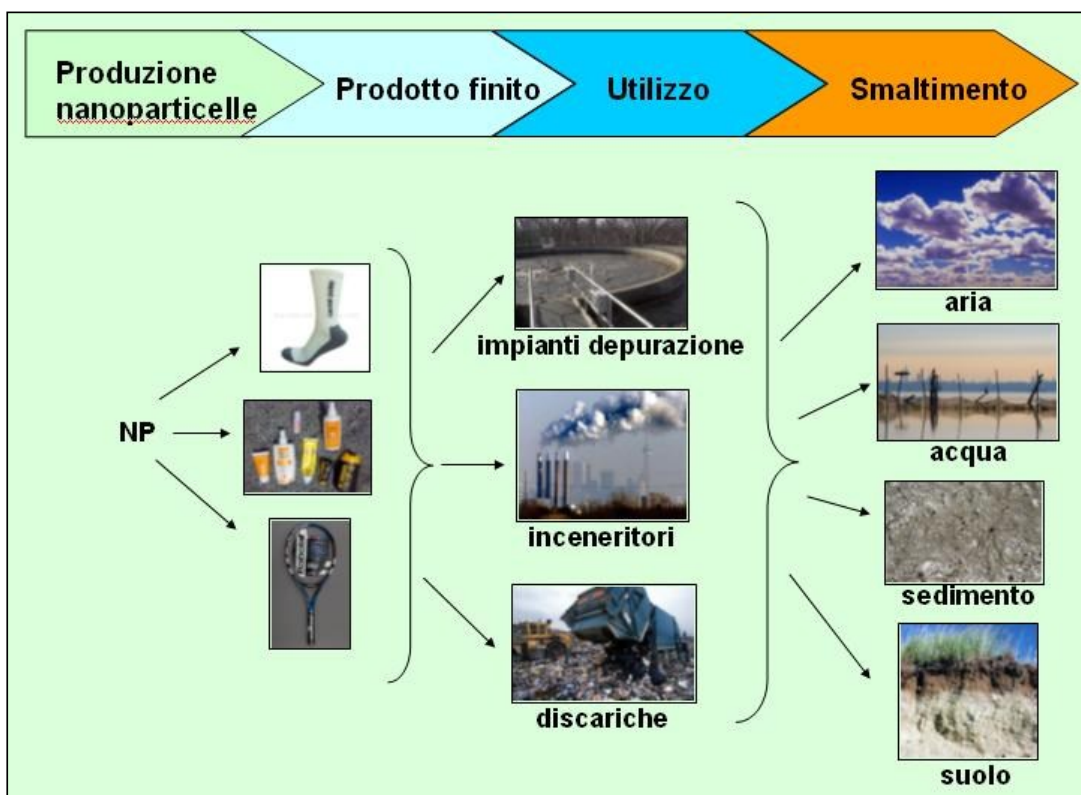 Produzione
nanoparticelle
Prodotto finito
Utilizzo
Smaltimento
NP
impianti depurazione
inceneritori
discariche
aria
acqua
sedimento
suolo